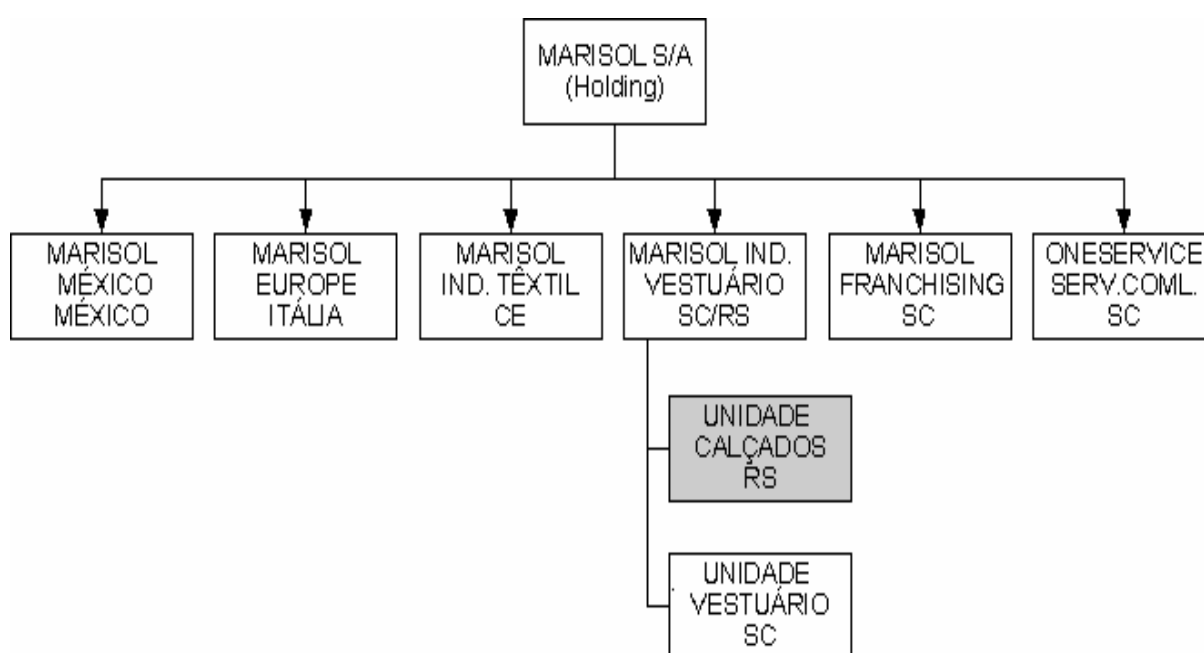 MARISOL S/A
(Holding)
MARISOL
MÉXICO
MÉXICO
MARISOL
EUROPE
ITÁLIA
MARISOL
IND. TÊXTIL
CE
MARISOL IND.
VESTUÁRIO
SC/RS
MARISOL
FRANCHISING
SC
ONESERVICE
SERV.COML.
SC
UNIDADE
CALÇADOS
RS
UNIDADE
VESTUÁRIO
SC